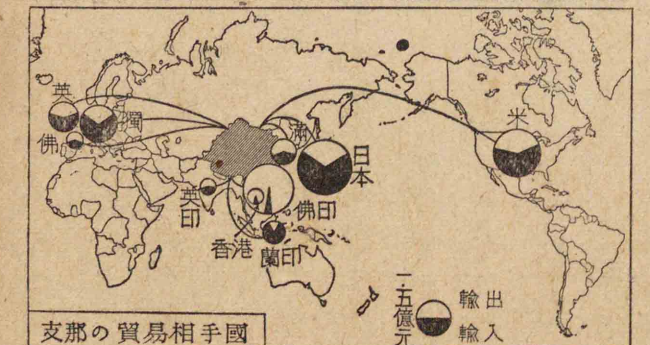 英
獨
佛
満
日本
米
英印
佛印
香港
蘭印
一・五億元
輸出
輸入
支那の貿易相手國